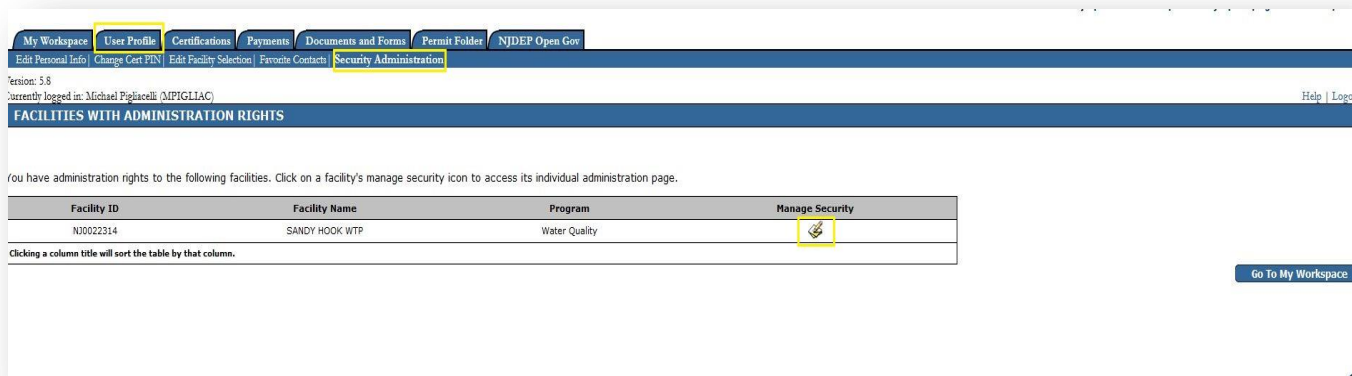 My Workspace User Profile Certifications Payments Documents and Forms Permit Folder NJDEP Open Gov
Edit Personal Info| Change Cert PIN| Edit Facility Selection| Favorite Contacts| Security Administration
Version: 5.8
Currently logged in: Michael Pigliacelli (MPIGLIAC)
Help | Logo
FACILITIES WITH ADMINISTRATION RIGHTS
You have administration rights to the following facilities. Click on a facility's manage security icon to access its individual administration page.
Facility ID Facility Name Program Manage Security
NJ0022314 SANDY HOOK WTP Water Quality
Clicking a column title will sort the table by that column.
Go To My Workspace